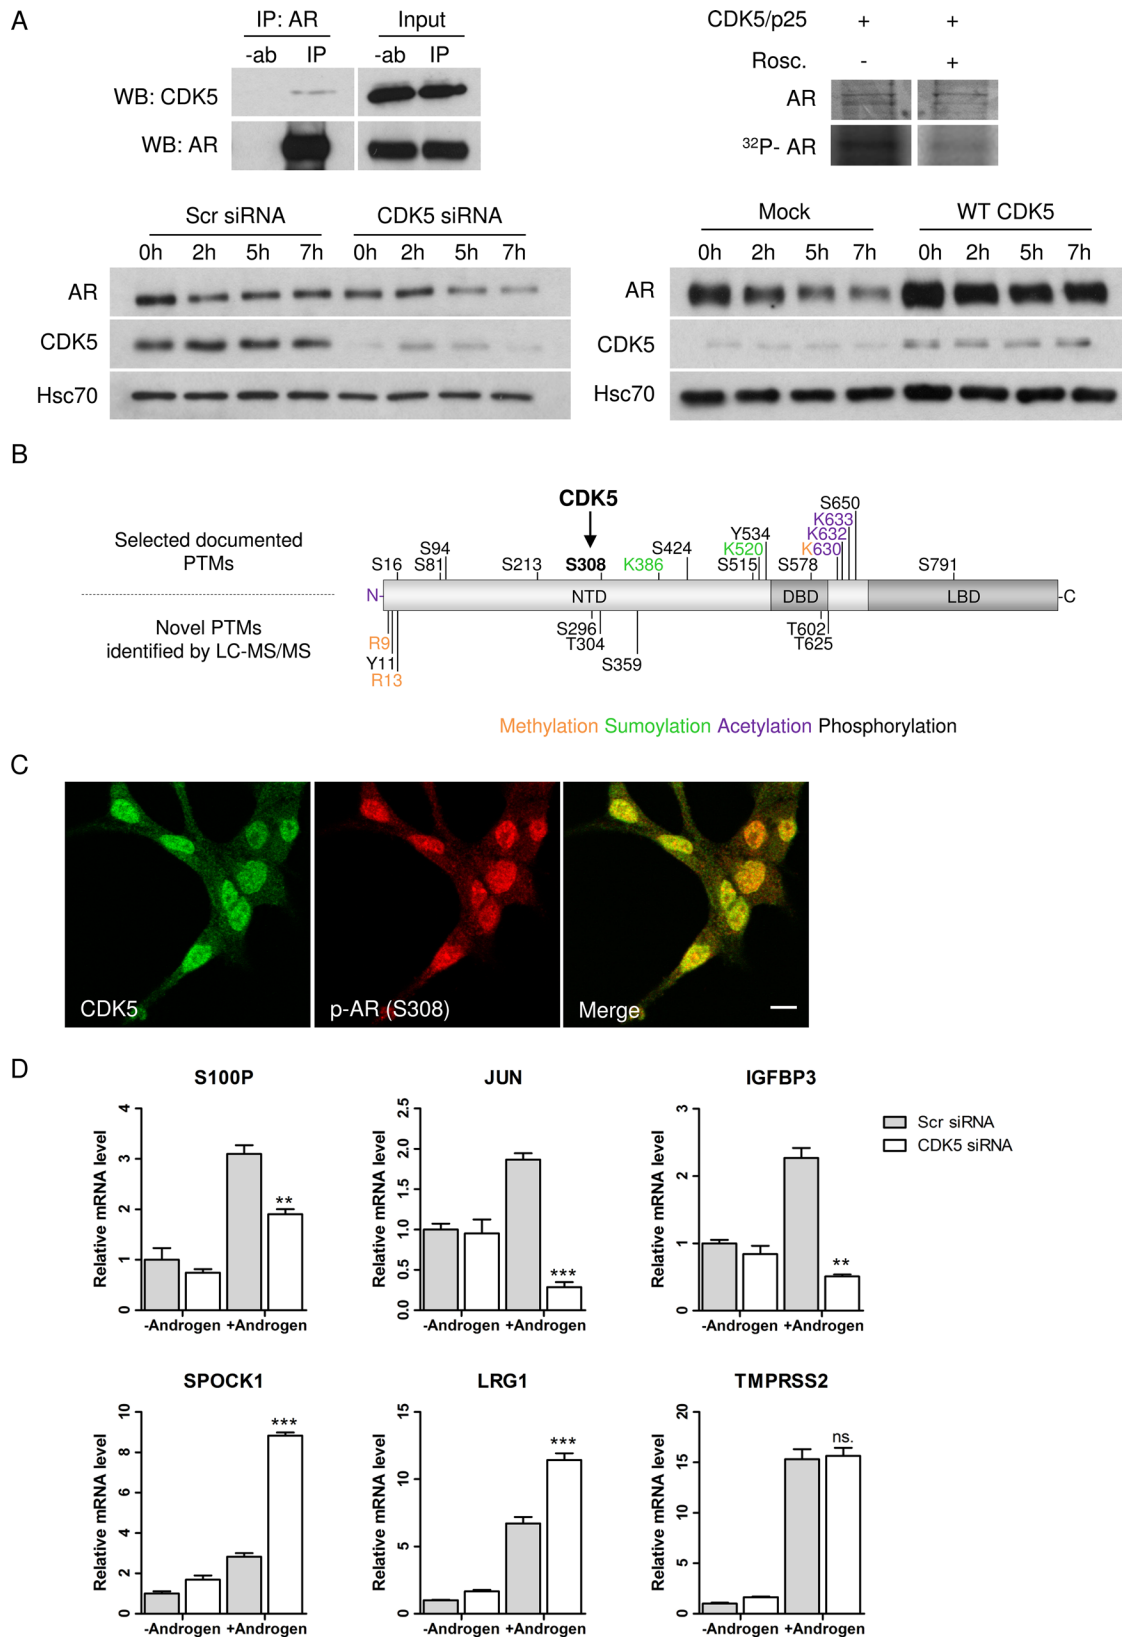 A
IP: AR Input
-ab IP -ab IP
WB: CDK5
WB: AR
CDK5/p25 + +
Rosc. - +
AR
32P- AR
Scr siRNA CDK5 siRNA
0h 2h 5h 7h 0h 2h 5h 7h
AR
CDK5
Hsc70
Mock WT CDK5
0h 2h 5h 7h 0h 2h 5h 7h
AR
CDK5
Hsc70
B
CDK5
Selected documented
PTMs
S650
K633
S94 Y534 K632
S424 K520 K630
S16 S81 S213 S308 K386 S515 S578 S791
N- NTD DBD LBD -C
Novel PTMs
identified by LC-MS/MS
S296 T602
R9 T304 T625
Y11 S359
R13
Methylation Sumoylation Acetylation Phosphorylation
C
CDK5 p-AR (S308) Merge
D
S100P
Relative mRNA level
0 1 2 3 4
**
-Androgen +Androgen
JUN
Relative mRNA level
0.0 0.5 1.0 1.5 2.0 2.5
***
-Androgen +Androgen
IGFBP3
Relative mRNA level
0 1 2 3
**
-Androgen +Androgen
Scr siRNA
CDK5 siRNA
SPOCK1
Relative mRNA level
0 2 4 6 8 10
***
-Androgen +Androgen
LRG1
Relative mRNA level
0 5 10 15
***
-Androgen +Androgen
TMPRSS2
Relative mRNA level
0 5 10 15 20
ns.
-Androgen +Androgen